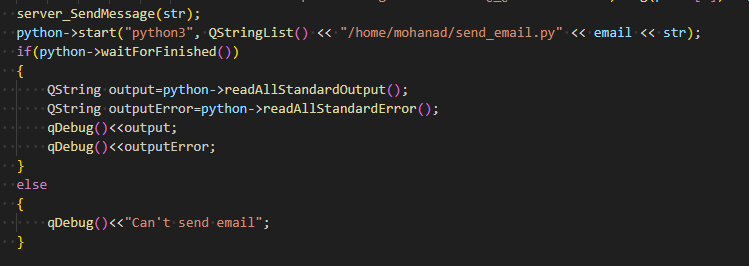 server_SendMessage(str);
python->start("python3", QStringList() << "/home/mohanad/send_email.py" << email << str);
if(python->waitForFinished())
{
QString output=python->readAllStandardOutput();
QString outputError=python->readAllStandardError();
qDebug()<<output;
qDebug()<<outputError;
}
else
{
qDebug()<<"Can't send email";
}